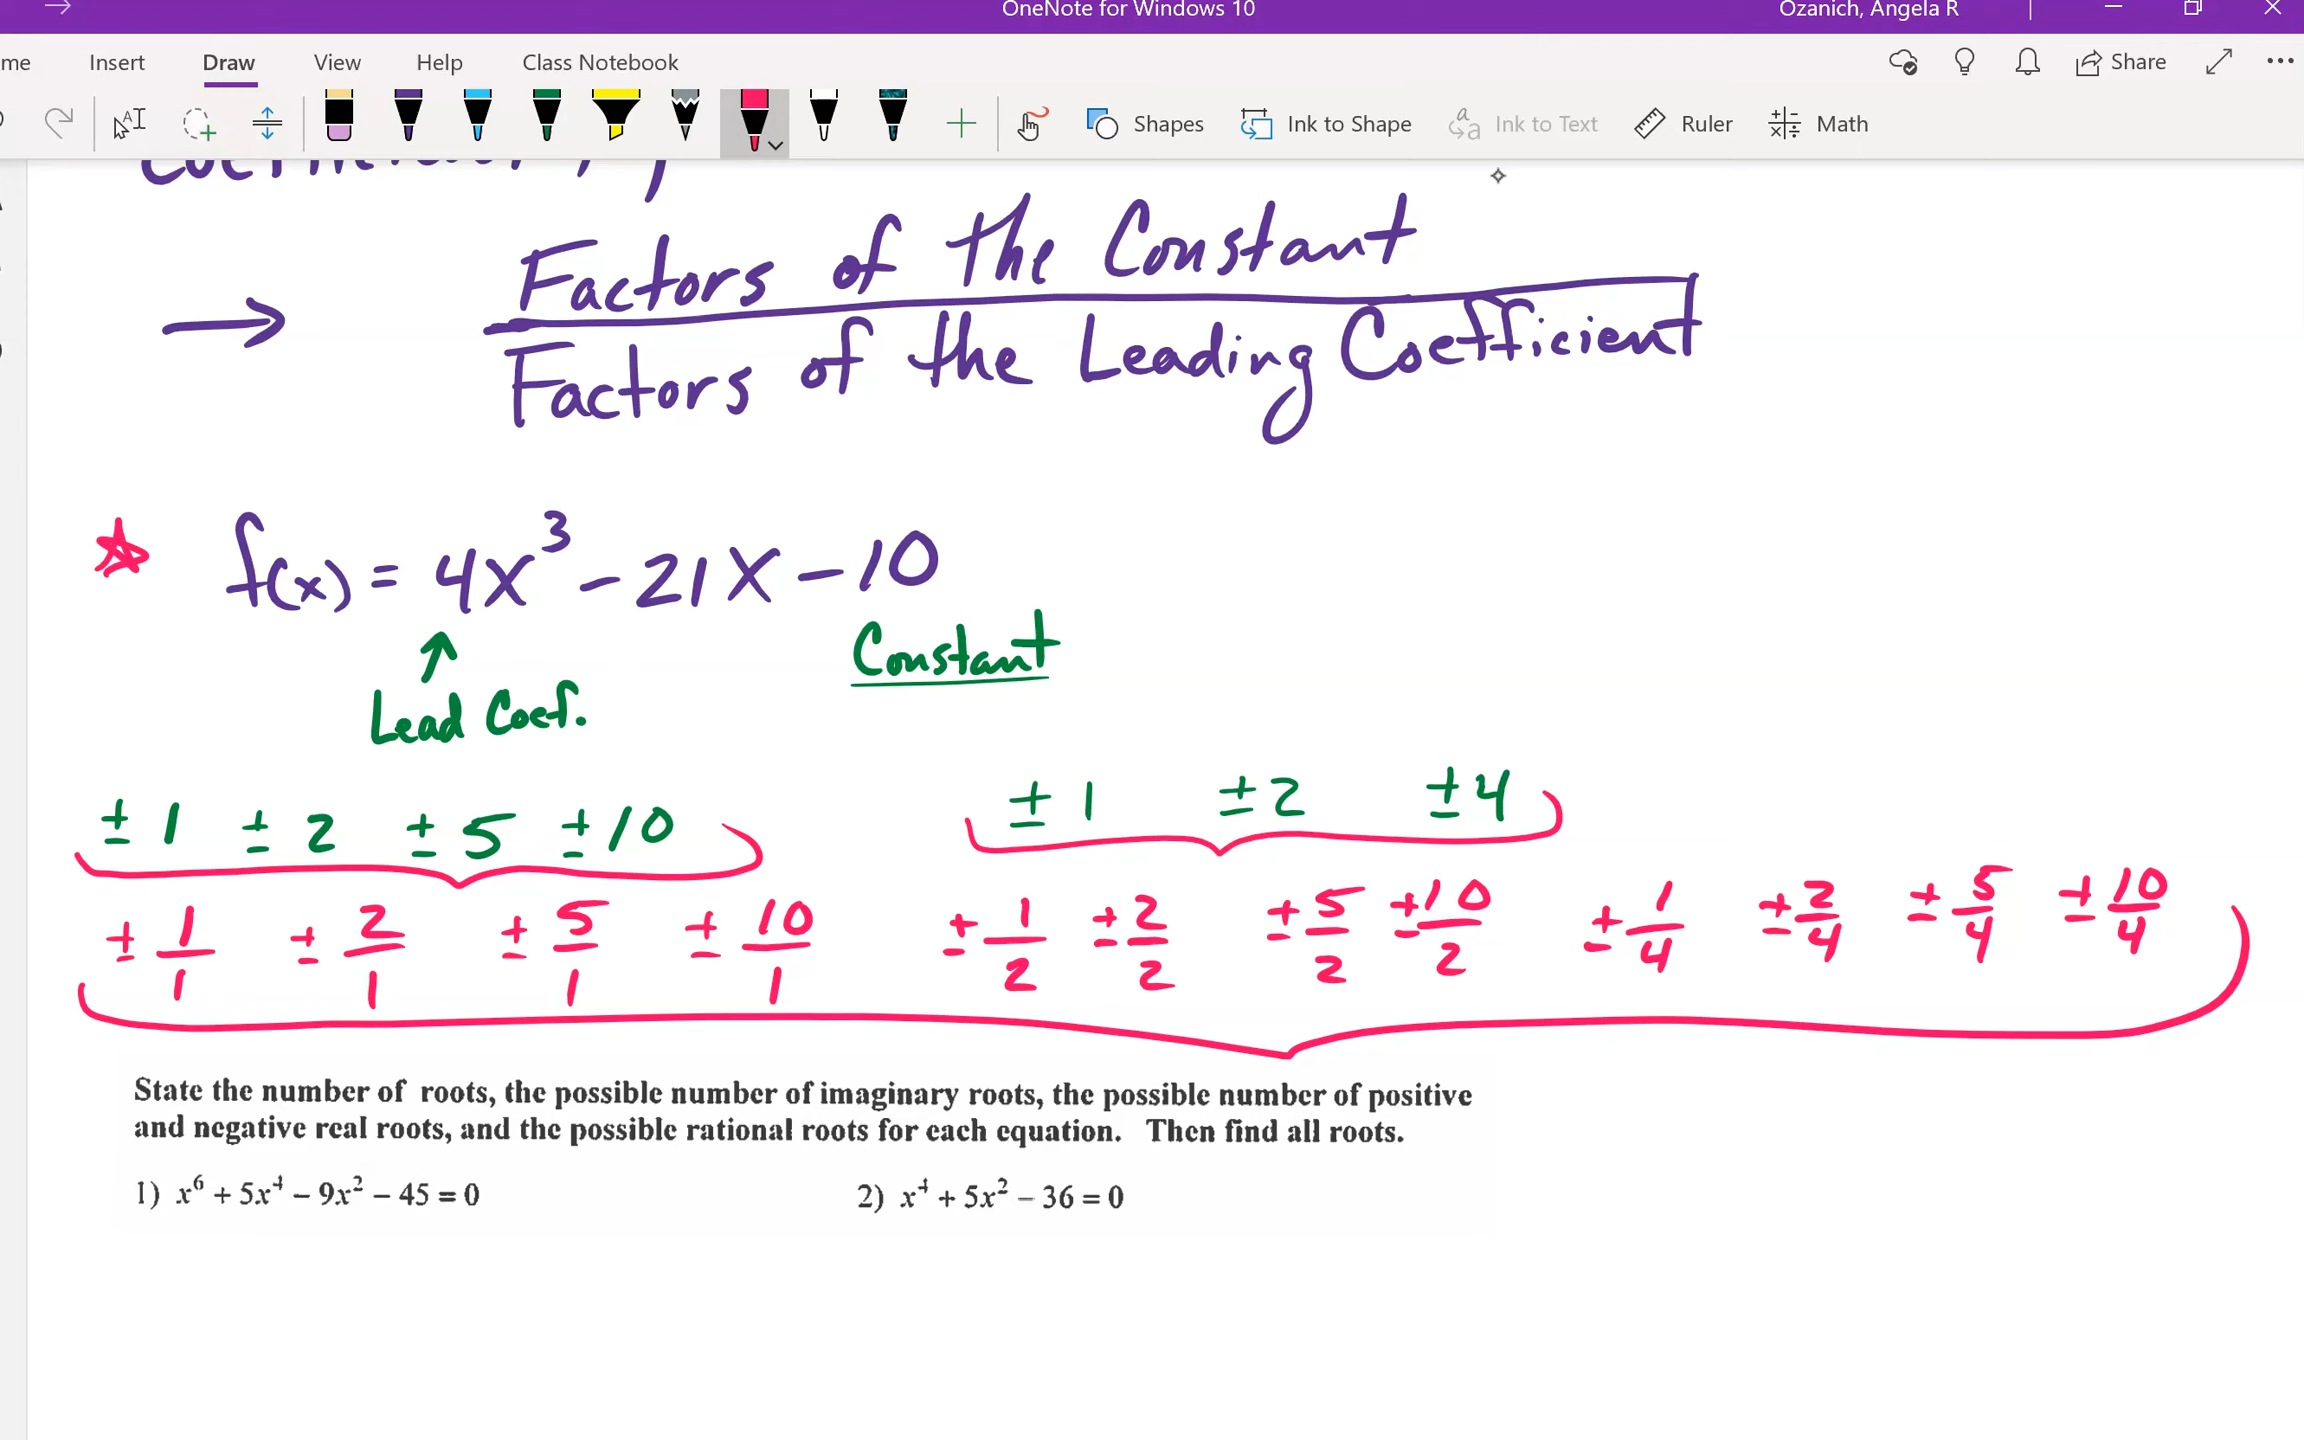 OneNote for Windows 10 Ozanich, Angela R
me Insert Draw View Help Class Notebook Share
Shapes Ink to Shape Ink to Text Ruler Math
Factors of the Constant
Factors of the Leading Coefficient
f(x) = 4x³ - 21x - 10
Constant
Lead Coef.
± 1 ± 2 ± 5 ± 10 ± 1 ± 2 ± 4
± 1/1 ± 2/1 ± 5/1 ± 10/1 ± 1/2 ± 2/2 ± 5/2 ± 10/2 ± 1/4 ± 2/4 ± 5/4 ± 10/4
State the number of roots, the possible number of imaginary roots, the possible number of positive
and negative real roots, and the possible rational roots for each equation. Then find all roots.
1) x⁶ + 5x⁴ – 9x² – 45 = 0 2) x⁴ + 5x² – 36 = 0